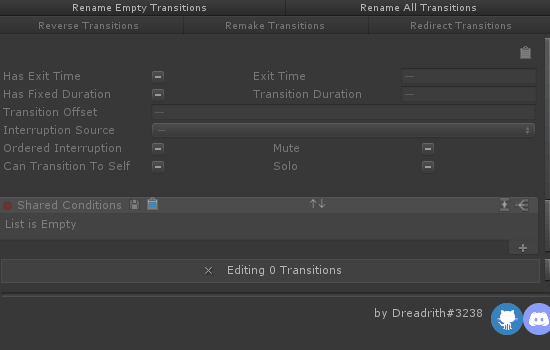 Rename Empty Transitions Rename All Transitions
Reverse Transitions Remake Transitions Redirect Transitions
Has Exit Time Exit Time
Has Fixed Duration Transition Duration
Transition Offset
Interruption Source
Ordered Interruption Mute
Can Transition To Self Solo
Shared Conditions
List is Empty
Editing 0 Transitions
by Dreadrith#3238